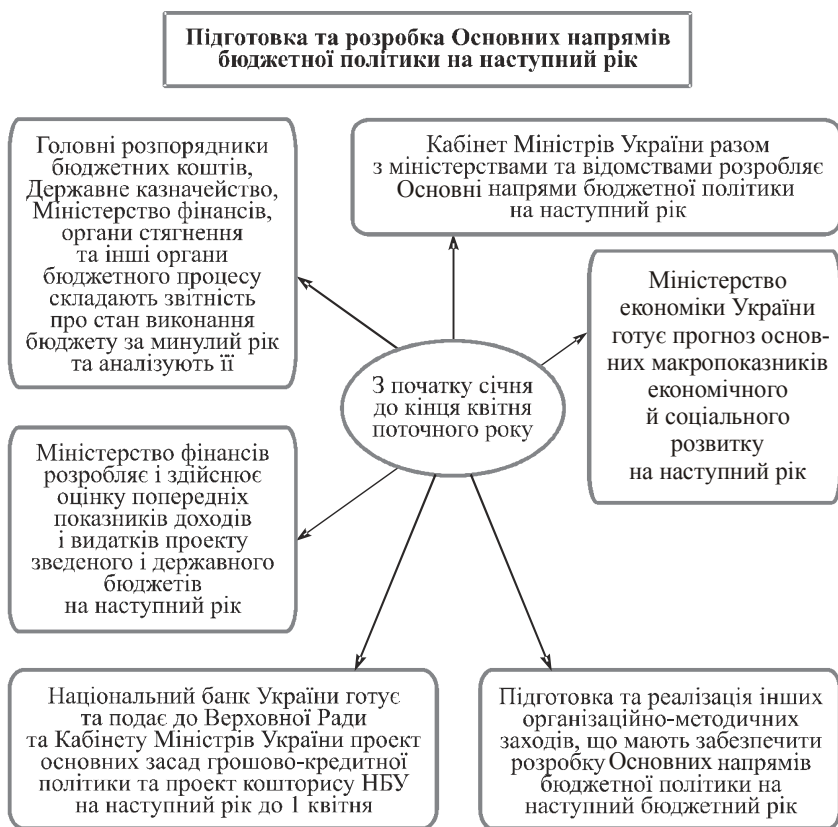 Підготовка та розробка Основних напрямів
бюджетної політики на наступний рік
Головні розпорядники
бюджетних коштів,
Державне казначейство,
Міністерство фінансів,
органи стягнення
та інші органи
бюджетного процесу
складають звітність
про стан виконання
бюджету за минулий рік
та аналізують її
Кабінет Міністрів України разом
з міністерствами та відомствами розробляє
Основні напрями бюджетної політики
на наступний рік
Міністерство
економіки України
готує прогноз основ-
них макропоказників
економічного
й соціального
розвитку
на наступний рік
З початку січня
до кінця квітня
поточного року
Міністерство фінансів
розробляє і здійснює
оцінку попередніх
показників доходів
і видатків проекту
зведеного і державного
бюджетів
на наступний рік
Національний банк України готує
та подає до Верховної Ради
та Кабінету Міністрів України проект
основних засад грошово-кредитної
політики та проект кошторису НБУ
на наступний рік до 1 квітня
Підготовка та реалізація інших
організаційно-методичних
заходів, що мають забезпечити
розробку Основних напрямів
бюджетної політики на
наступний бюджетний рік